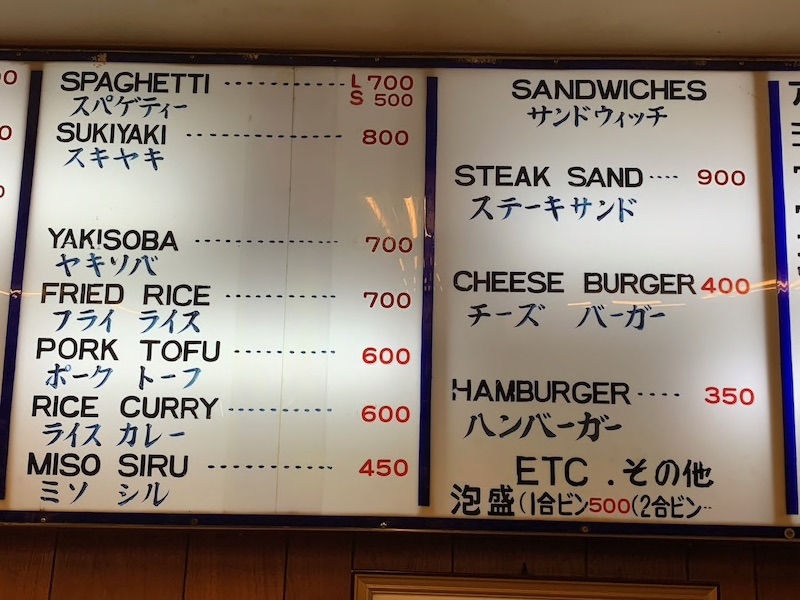 SPAGHETTI ............ L 700
S 500
スパゲティー
SUKIYAKI ............ 800
スキヤキ
YAKISOBA ............ 700
ヤキソバ
FRIED RICE ............ 700
フライ ライス
PORK TOFU ............ 600
ポーク トーフ
RICE CURRY ............ 600
ライス カレー
MISO SIRU ............ 450
ミソ シル
SANDWICHES
サンドウィッチ
STEAK SAND .... 900
ステーキサンド
CHEESE BURGER 400
チーズ バーガー
HAMBURGER .... 350
ハンバーガー
ETC . その他
泡盛(1合ビン500(2合ビン..